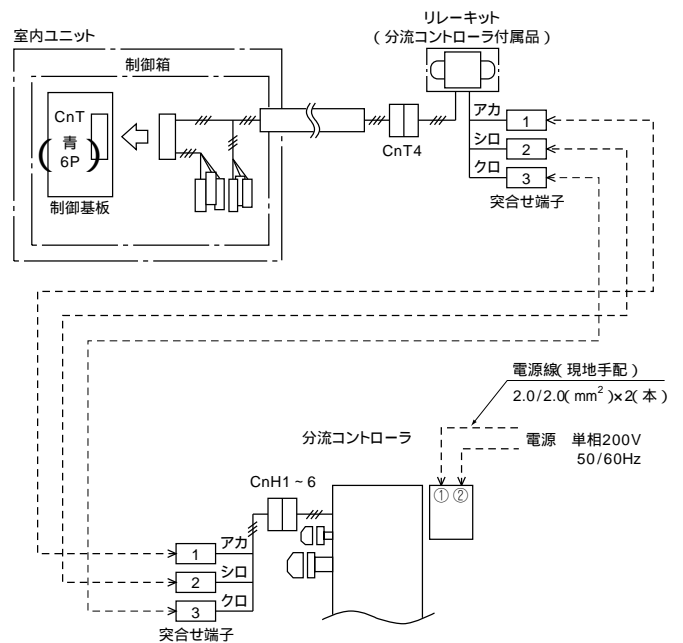 リレーキット
(分流コントローラ付属品)
室内ユニット
制御箱
CnT
青
6P
制御基板
CnT4
アカ
1
シロ
2
クロ
3
突合せ端子
電源線(現地手配)
2.0/2.0(mm²)×2(本)
分流コントローラ
電源 単相200V
50/60Hz
CnH1~6
① ②
アカ
1
シロ
2
クロ
3
突合せ端子